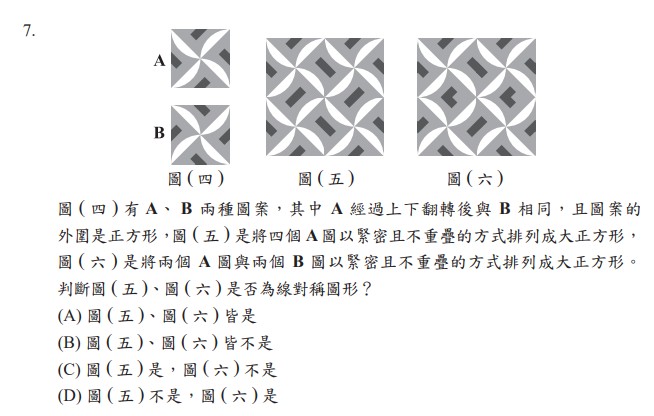 7.
A
B
圖(四) 圖(五) 圖(六)
圖(四)有 A、B 兩種圖案,其中 A 經過上下翻轉後與 B 相同,且圖案的
外圍是正方形,圖(五)是將四個 A 圖以緊密且不重疊的方式排列成大正方形,
圖(六)是將兩個 A 圖與兩個 B 圖以緊密且不重疊的方式排列成大正方形。
判斷圖(五)、圖(六)是否為線對稱圖形?
(A) 圖(五)、圖(六)皆是
(B) 圖(五)、圖(六)皆不是
(C) 圖(五)是,圖(六)不是
(D) 圖(五)不是,圖(六)是